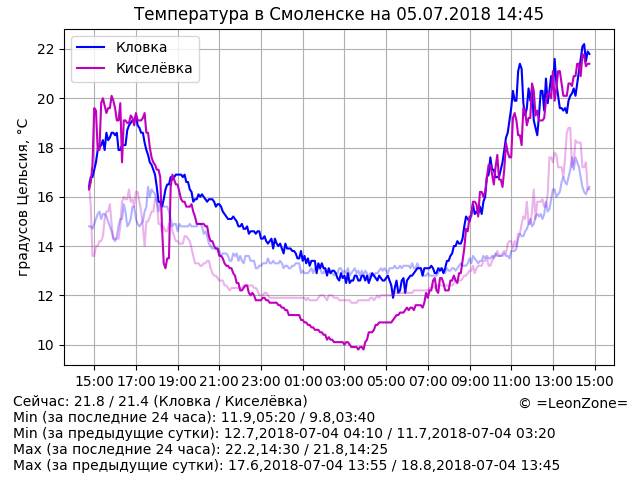 Температура в Смоленске на 05.07.2018 14:45
градусов Цельсия, °C
22
20
18
16
14
12
10
Кловка
Киселёвка
15:00 17:00 19:00 21:00 23:00 01:00 03:00 05:00 07:00 09:00 11:00 13:00 15:00
Сейчас: 21.8 / 21.4 (Кловка / Киселёвка)
© =LeonZone=
Min (за последние 24 часа): 11.9,05:20 / 9.8,03:40
Min (за предыдущие сутки): 12.7,2018-07-04 04:10 / 11.7,2018-07-04 03:20
Max (за последние 24 часа): 22.2,14:30 / 21.8,14:25
Max (за предыдущие сутки): 17.6,2018-07-04 13:55 / 18.8,2018-07-04 13:45